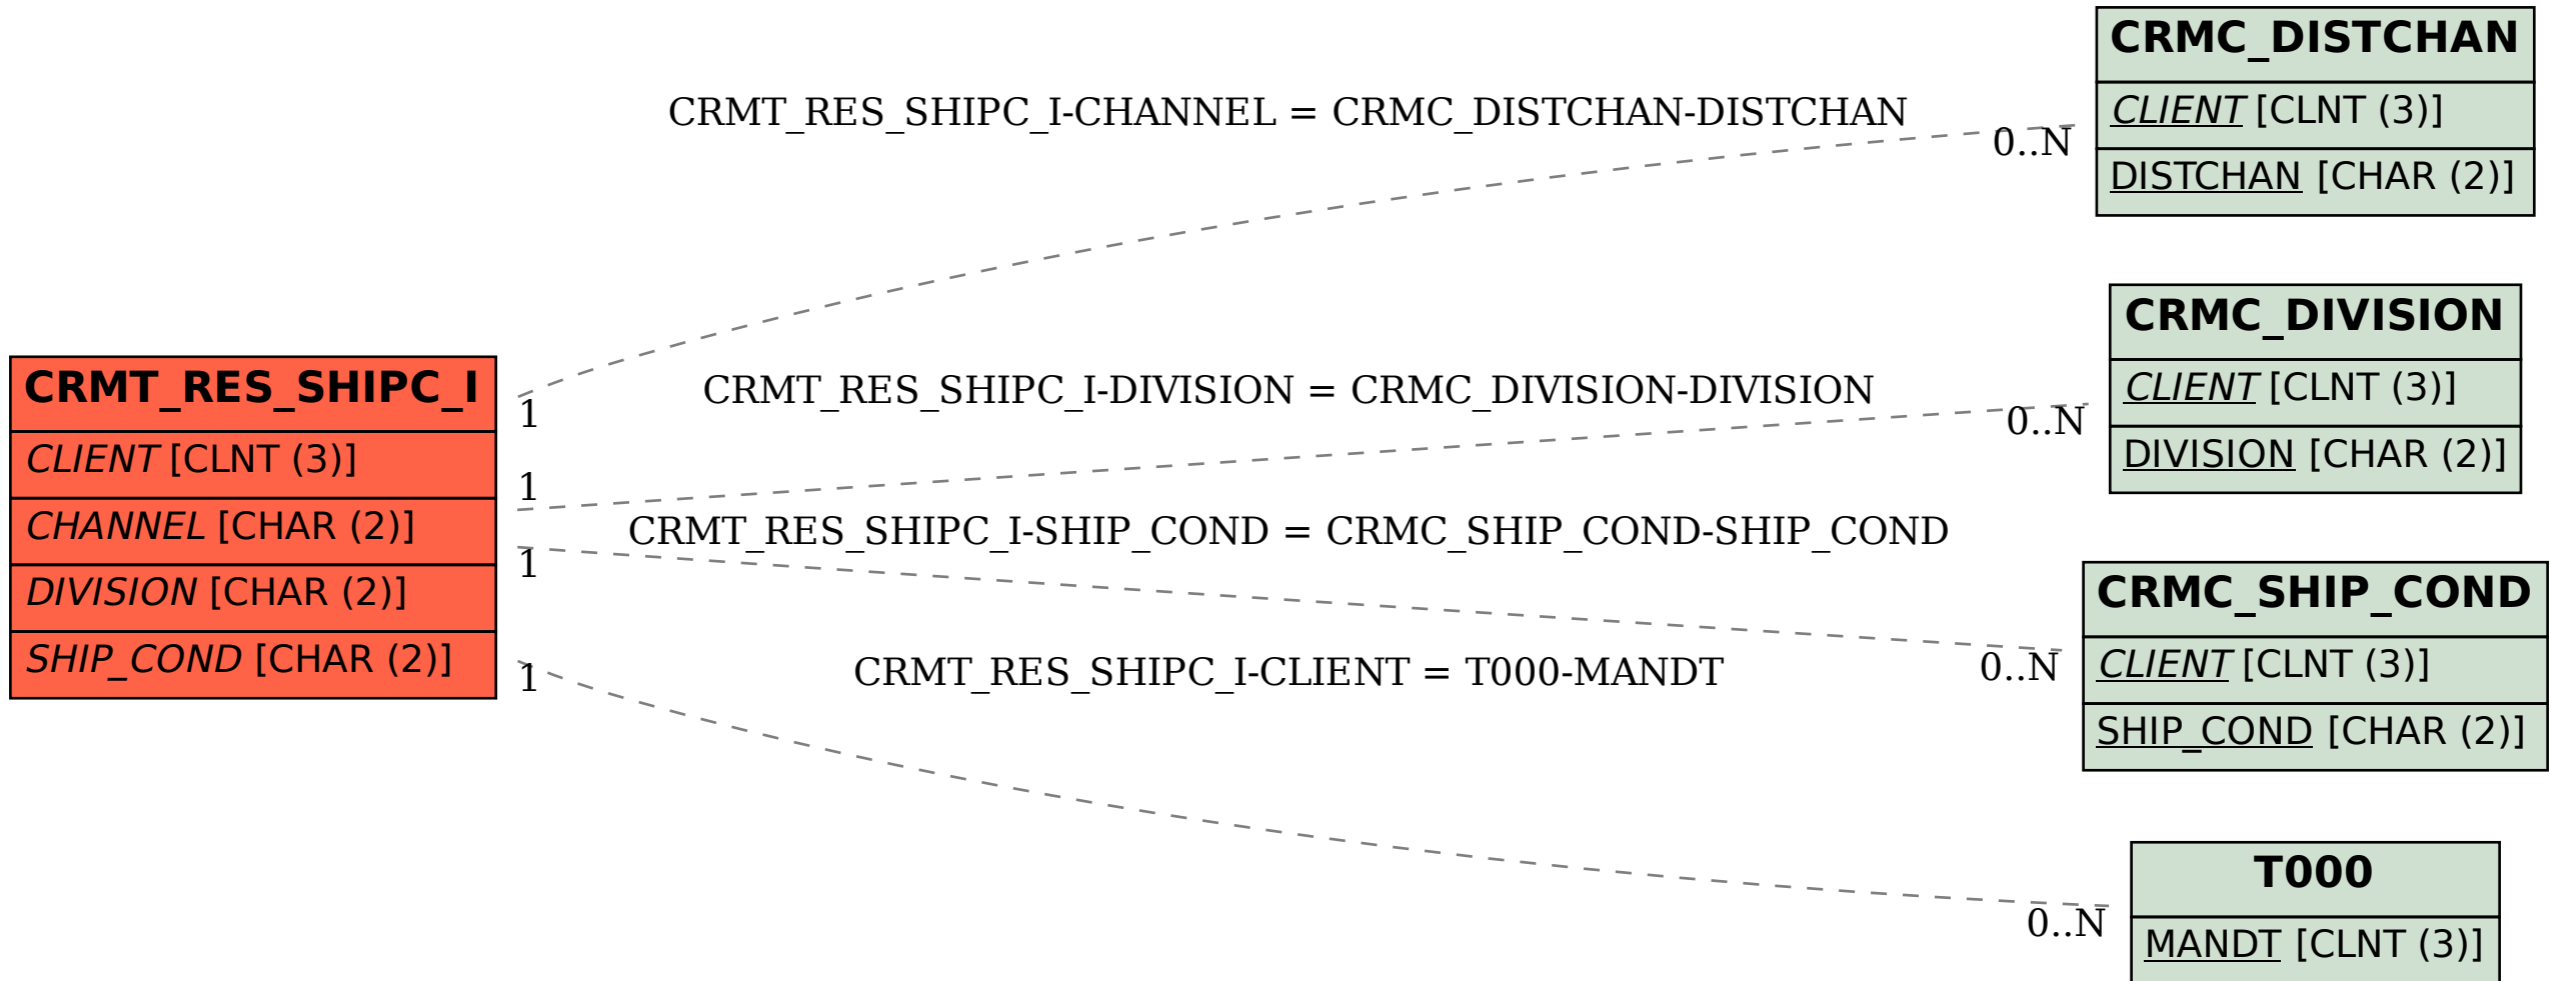 CRMC_DISTCHAN
CLIENT [CLNT (3)]
DISTCHAN [CHAR (2)]
CRMT_RES_SHIPC_I-CHANNEL = CRMC_DISTCHAN-DISTCHAN
0..N
CRMC_DIVISION
CLIENT [CLNT (3)]
DIVISION [CHAR (2)]
CRMT_RES_SHIPC_I
CLIENT [CLNT (3)]
CHANNEL [CHAR (2)]
DIVISION [CHAR (2)]
SHIP_COND [CHAR (2)]
1
CRMT_RES_SHIPC_I-DIVISION = CRMC_DIVISION-DIVISION
0..N
1
CRMT_RES_SHIPC_I-SHIP_COND = CRMC_SHIP_COND-SHIP_COND
1
0..N
CRMC_SHIP_COND
CLIENT [CLNT (3)]
SHIP_COND [CHAR (2)]
1
CRMT_RES_SHIPC_I-CLIENT = T000-MANDT
0..N
T000
MANDT [CLNT (3)]